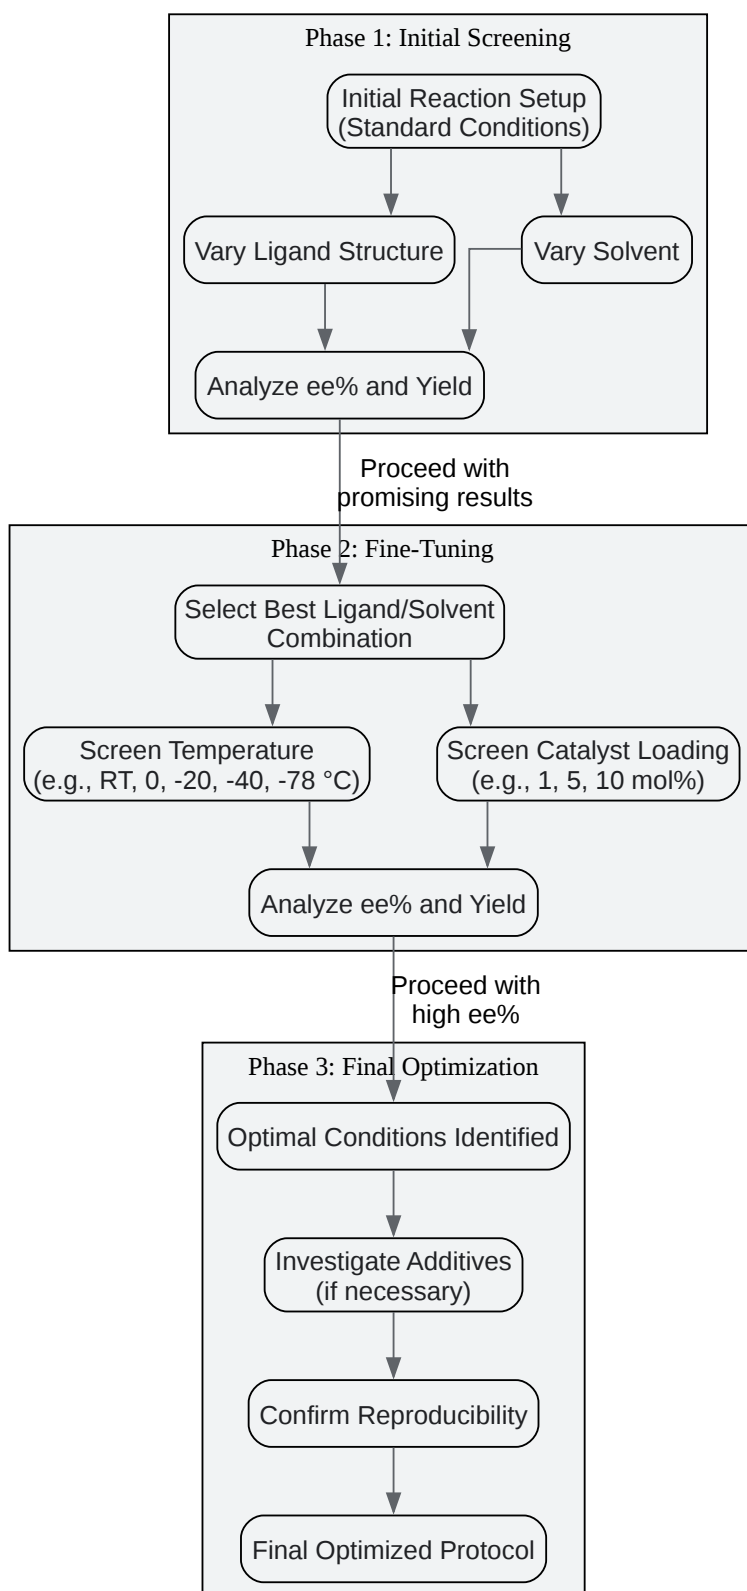 Phase 1: Initial Screening
Initial Reaction Setup
(Standard Conditions)
Vary Ligand Structure
Vary Solvent
Analyze ee% and Yield
Proceed with
promising results
Phase 2: Fine-Tuning
Select Best Ligand/Solvent
Combination
Screen Temperature
(e.g., RT, 0, -20, -40, -78 °C)
Screen Catalyst Loading
(e.g., 1, 5, 10 mol%)
Analyze ee% and Yield
Proceed with
high ee%
Phase 3: Final Optimization
Optimal Conditions Identified
Investigate Additives
(if necessary)
Confirm Reproducibility
Final Optimized Protocol